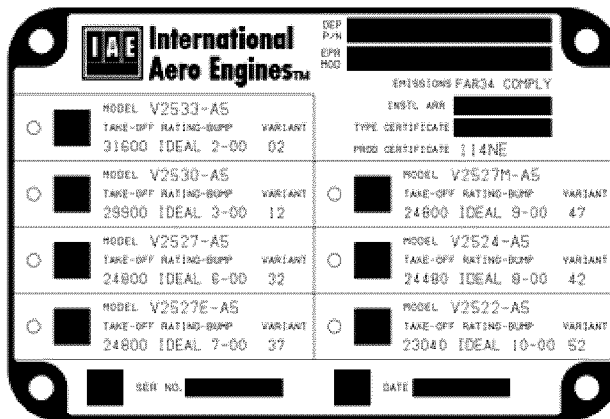 IAE International
Aero Engines™
DEP
P/N
EPR
MOD
EMISSIONS FAR34 COMPLY
INSTL ARR
TYPE CERTIFICATE
PROD CERTIFICATE 114NE
MODEL V2533-A5
TAKE-OFF RATING-BUMP VARIANT
31600 IDEAL 2-00 02
MODEL V2530-A5
TAKE-OFF RATING-BUMP VARIANT
29900 IDEAL 3-00 12
MODEL V2527-A5
TAKE-OFF RATING-BUMP VARIANT
24800 IDEAL 6-00 32
MODEL V2527E-A5
TAKE-OFF RATING-BUMP VARIANT
24800 IDEAL 7-00 37
MODEL V2527M-A5
TAKE-OFF RATING-BUMP VARIANT
24800 IDEAL 9-00 47
MODEL V2524-A5
TAKE-OFF RATING-BUMP VARIANT
24480 IDEAL 8-00 42
MODEL V2522-A5
TAKE-OFF RATING-BUMP VARIANT
23040 IDEAL 10-00 52
SER NO.
DATE